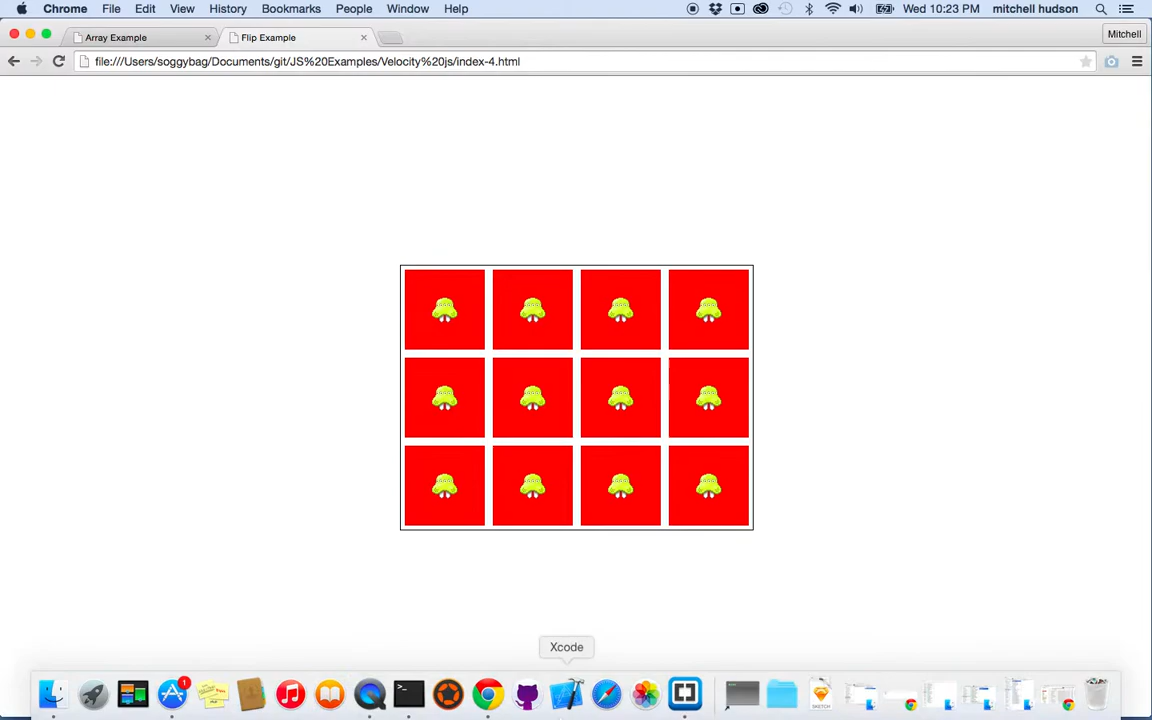 Chrome File Edit View History Bookmarks People Window Help Wed 10:23 PM mitchell hudson
Array Example Flip Example Mitchell
file:///Users/soggybag/Documents/git/JS%20Examples/Velocity%20js/index-4.html
Xcode
1